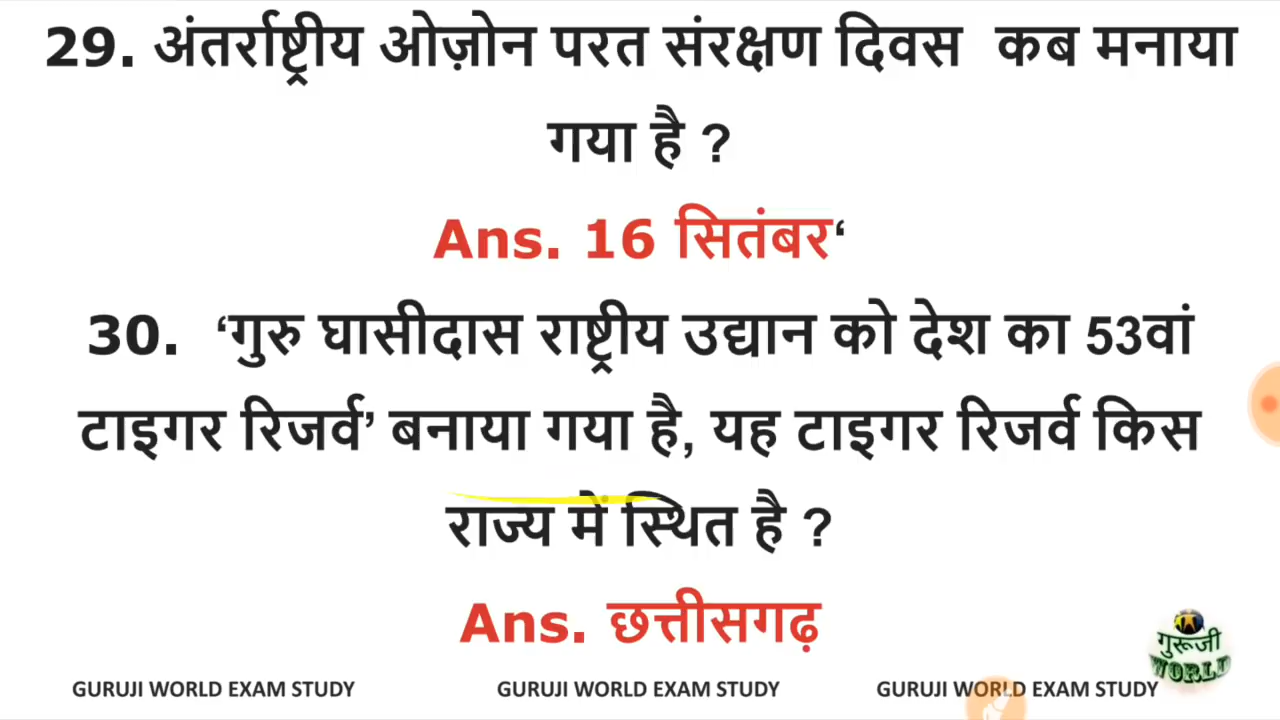 29. अंतर्राष्ट्रीय ओज़ोन परत संरक्षण दिवस कब मनाया
गया है ?
Ans. 16 सितंबर‘
30. ‘गुरु घासीदास राष्ट्रीय उद्यान को देश का 53वां
टाइगर रिजर्व’ बनाया गया है, यह टाइगर रिजर्व किस
राज्य में स्थित है ?
Ans. छत्तीसगढ़
गुरूजी
WORLD
GURUJI WORLD EXAM STUDY GURUJI WORLD EXAM STUDY GURUJI WORLD EXAM STUDY